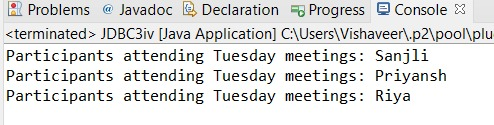 Problems @ Javadoc Declaration Progress Console
<terminated> JDBC3iv [Java Application] C:\Users\Vishaveer\.p2\pool\plu
Participants attending Tuesday meetings: Sanjli
Participants attending Tuesday meetings: Priyansh
Participants attending Tuesday meetings: Riya